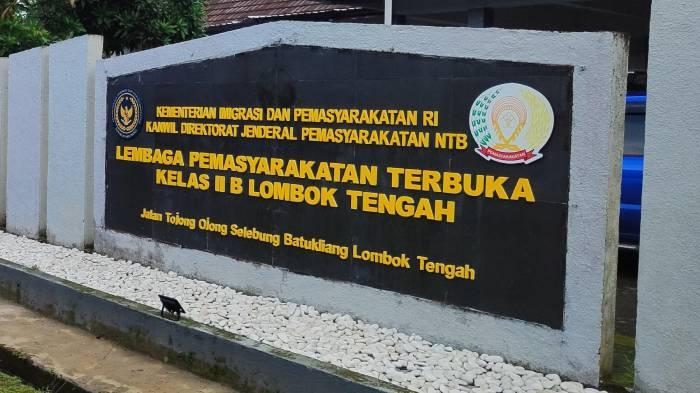 KEMENTERIAN IMIGRASI DAN PEMASYARAKATAN RI
KANWIL DIREKTORAT JENDERAL PEMASYARAKATAN NTB
LEMBAGA PEMASYARAKATAN TERBUKA
KELAS II B LOMBOK TENGAH
Jalan Tojong Olong Selebung Batukliang Lombok Tengah
PEMASYARAKATAN